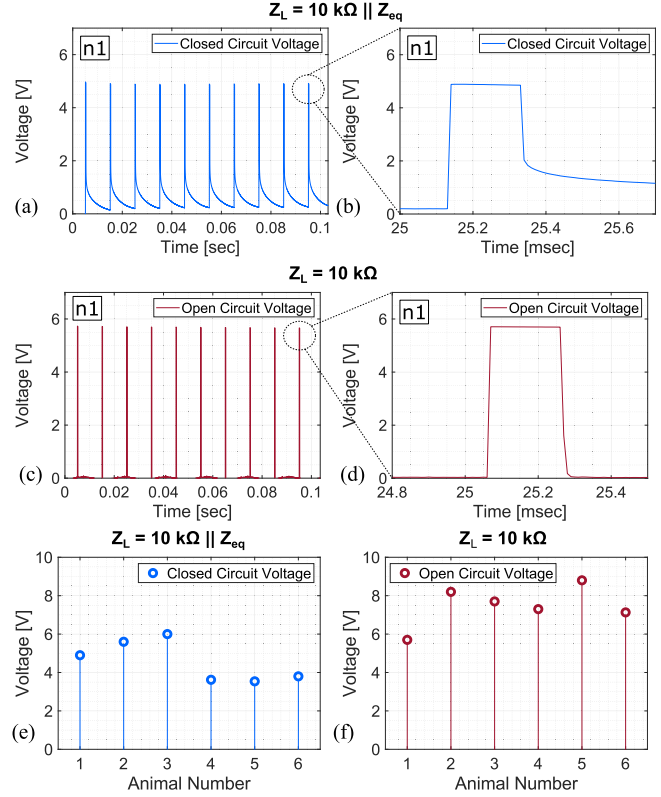 Z_L = 10 kΩ || Z_eq
n1
Closed Circuit Voltage
6
4
2
0
Voltage [V]
0 0.02 0.04 0.06 0.08 0.1
Time [sec]
(a)
n1
Closed Circuit Voltage
6
4
2
0
Voltage [V]
25 25.2 25.4 25.6
Time [msec]
(b)
Z_L = 10 kΩ
n1
Open Circuit Voltage
6
4
2
0
Voltage [V]
0 0.02 0.04 0.06 0.08 0.1
Time [sec]
(c)
n1
Open Circuit Voltage
6
4
2
0
Voltage [V]
24.8 25 25.2 25.4
Time [msec]
(d)
Z_L = 10 kΩ || Z_eq
Closed Circuit Voltage
10
8
6
4
2
0
Voltage [V]
1 2 3 4 5 6
Animal Number
(e)
Z_L = 10 kΩ
Open Circuit Voltage
10
8
6
4
2
0
Voltage [V]
1 2 3 4 5 6
Animal Number
(f)